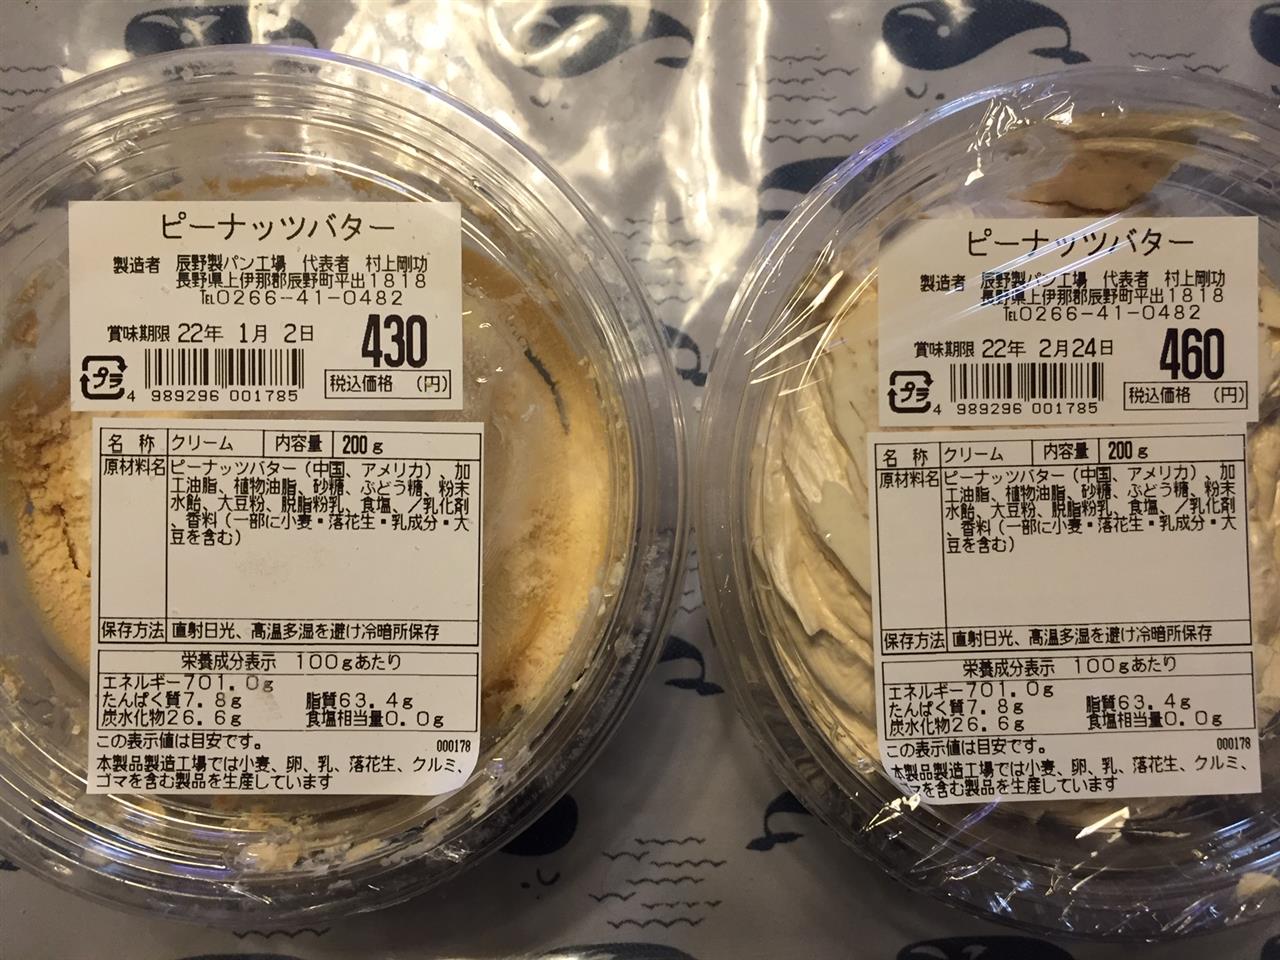 ピーナッツバター
製造者 辰野製パン工場 代表者 村上剛功
長野県上伊那郡辰野町平出1818
℡0266-41-0482
賞味期限 22年 1月 2日
430
税込価格 (円)
プラ
4 989296 001785
名 称 クリーム 内容量 200g
原材料名 ピーナッツバター(中国、アメリカ)、加
工油脂、植物油脂、砂糖、ぶどう糖、粉末
水飴、大豆粉、脱脂粉乳、食塩、/乳化剤
、香料(一部に小麦・落花生・乳成分・大
豆を含む)
保存方法 直射日光、高温多湿を避け冷暗所保存
栄養成分表示 100gあたり
エネルギー701.0g
たんぱく質7.8g 脂質63.4g
炭水化物26.6g 食塩相当量0.0g
この表示値は目安です。 000178
本製品製造工場では小麦、卵、乳、落花生、クルミ、
ゴマを含む製品を生産しています
ピーナッツバター
製造者 辰野製パン工場 代表者 村上剛功
長野県上伊那郡辰野町平出1818
℡0266-41-0482
賞味期限 22年 2月24日
460
税込価格 (円)
プラ
4 989296 001785
名 称 クリーム 内容量 200g
原材料名 ピーナッツバター(中国、アメリカ)、加
工油脂、植物油脂、砂糖、ぶどう糖、粉末
水飴、大豆粉、脱脂粉乳、食塩、/乳化剤
、香料(一部に小麦・落花生・乳成分・大
豆を含む)
保存方法 直射日光、高温多湿を避け冷暗所保存
栄養成分表示 100gあたり
エネルギー701.0g
たんぱく質7.8g 脂質63.4g
炭水化物26.6g 食塩相当量0.0g
この表示値は目安です。 000178
本製品製造工場では小麦、卵、乳、落花生、クルミ、
ゴマを含む製品を生産しています